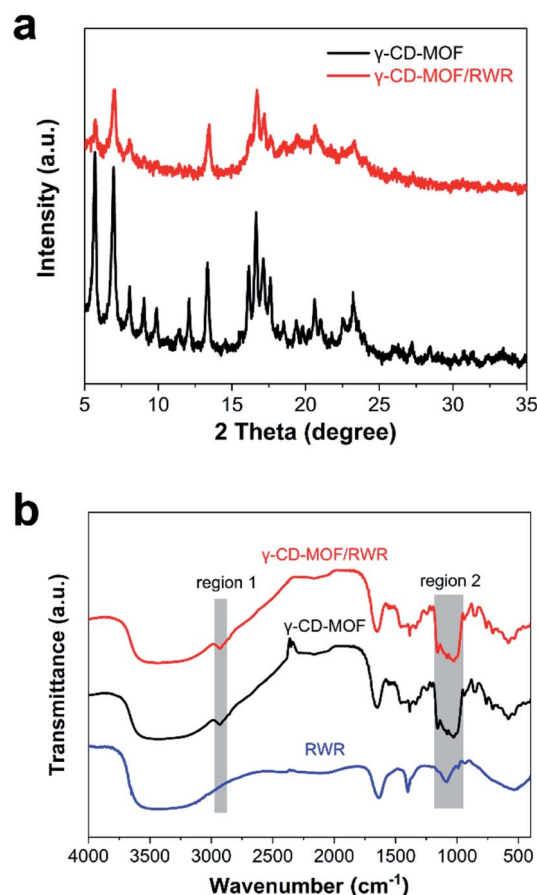 a
γ-CD-MOF
γ-CD-MOF/RWR
Intensity (a.u.)
5 10 15 20 25 30 35
2 Theta (degree)
b
γ-CD-MOF/RWR
region 1
region 2
γ-CD-MOF
RWR
Transmittance (a.u.)
4000 3500 3000 2500 2000 1500 1000 500
Wavenumber (cm⁻¹)